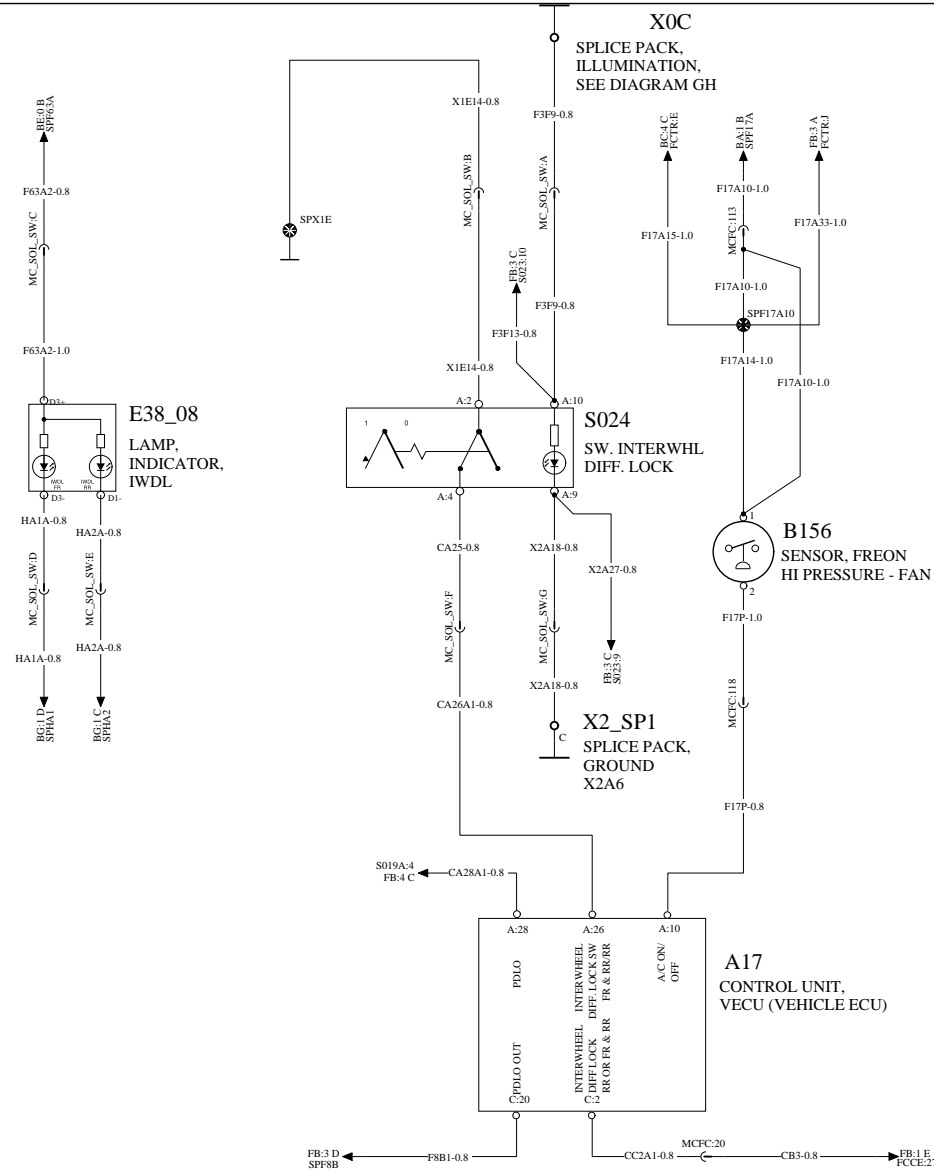 X0C
SPLICE PACK,
ILLUMINATION,
SEE DIAGRAM GH
BE:0 B
SPF63A
F63A2-0.8
MC_SOL_SW:C
F63A2-1.0
D3+
E38_08
LAMP,
INDICATOR,
IWDL
IWDL
FR
IWDL
RR
D3-
D1-
HA1A-0.8
HA2A-0.8
MC_SOL_SW:D
MC_SOL_SW:E
HA1A-0.8
HA2A-0.8
BG:1 D
SPHA1
BG:1 C
SPHA2
X1E14-0.8
MC_SOL_SW:B
SPX1E
X1E14-0.8
F3F9-0.8
MC_SOL_SW:A
FB:3 C
S023:10
F3F13-0.8
F3F9-0.8
A:2
A:10
1
0
S024
SW. INTERWHL
DIFF. LOCK
A:4
A:9
CA25-0.8
MC_SOL_SW:F
CA26A1-0.8
X2A18-0.8
MC_SOL_SW:G
X2A18-0.8
X2A27-0.8
FB:3 C
S023:9
C
X2_SP1
SPLICE PACK,
GROUND
X2A6
BC:4 C
FCTR:E
BA:1 B
SPF17A
FB:3 A
FCTR:J
F17A10-1.0
F17A15-1.0
MCFC:113
F17A33-1.0
F17A10-1.0
SPF17A10
F17A14-1.0
F17A10-1.0
1
B156
SENSOR, FREON
HI PRESSURE - FAN
2
F17P-1.0
MCFC:118
F17P-0.8
S019A:4
FB:4 C
CA28A1-0.8
A:28
A:26
A:10
PDLO
INTERWHEEL
DIFF. LOCK SW
FR & RR/RR
A/C ON/
OFF
A17
CONTROL UNIT,
VECU (VEHICLE ECU)
PDLO OUT
INTERWHEEL
DIFF LOCK
RR OR FR & RR
C:20
C:2
FB:3 D
SPF8B
F8B1-0.8
CC2A1-0.8
MCFC:20
CB3-0.8
FB:1 E